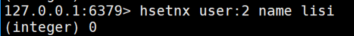 127.0.0.1:6379> hsetnx user:2 name lisi
(integer) 0